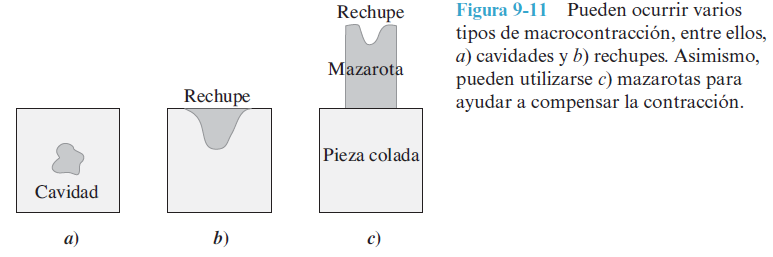 Rechupe
Mazarota
Rechupe
Cavidad
Pieza colada
a)
b)
c)
Figura 9-11 Pueden ocurrir varios
tipos de macrocontracción, entre ellos,
a) cavidades y b) rechupes. Asimismo,
pueden utilizarse c) mazarotas para
ayudar a compensar la contracción.